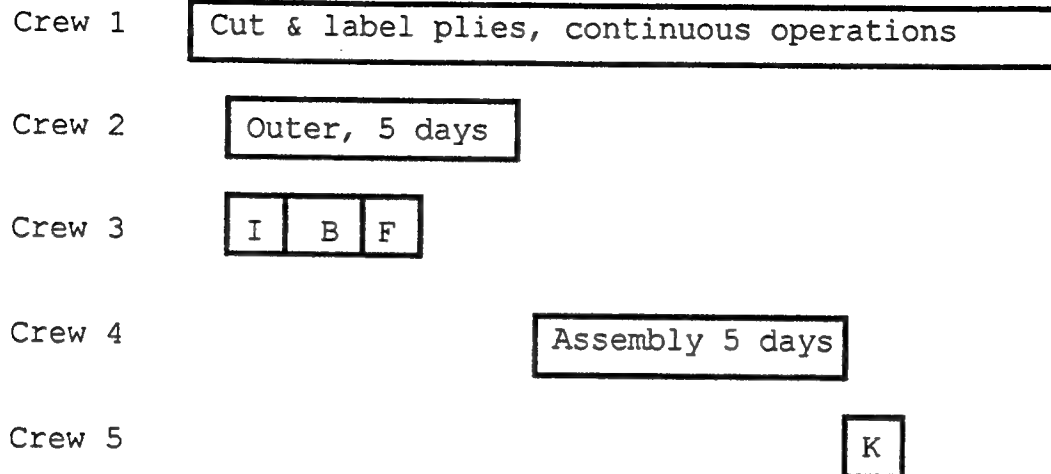 Crew 1 Cut & label plies, continuous operations
Crew 2 Outer, 5 days
Crew 3 I B F
Crew 4 Assembly 5 days
Crew 5 K